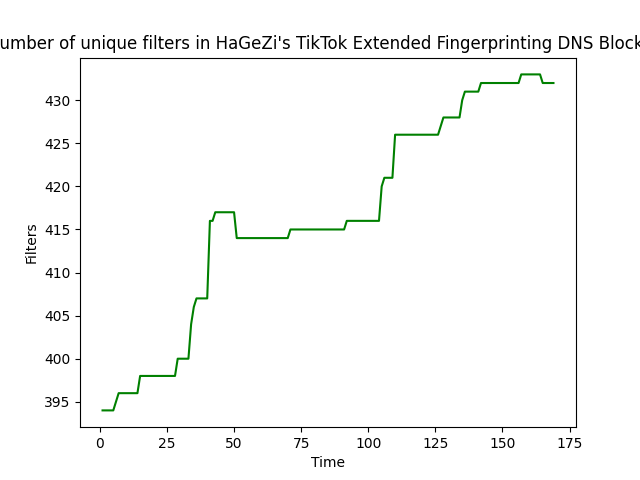 umber of unique filters in HaGeZi's TikTok Extended Fingerprinting DNS Block
430
425
420
415
410
405
400
395
Filters
0 25 50 75 100 125 150 175
Time